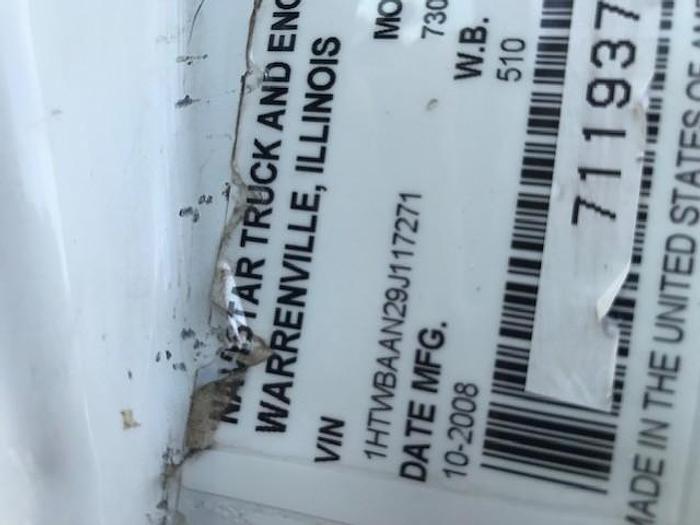 TAR TRUCK AND ENG
WARRENVILLE, ILLINOIS
VIN
1HTWBAAN29J117271
DATE MFG.
10-2008
MO
730
W.B.
510
711937
MADE IN THE UNITED STATES OF